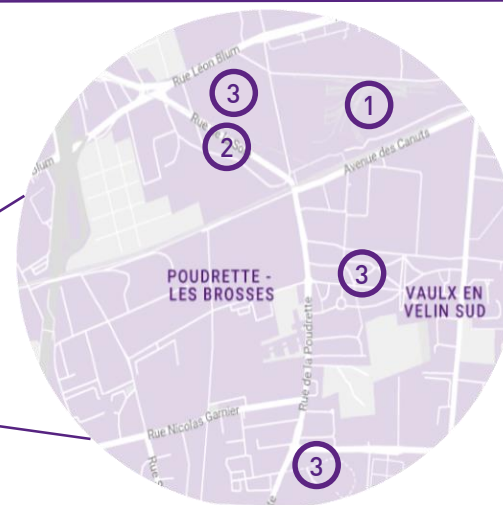 Rue Léon Blum
3
1
2
Avenue des Canuts
Blum
3
POUDRETTE -
LES BROSSES
VAULX EN
VELIN SUD
Rue de la Poudrette
Rue Nicolas Garnier
3